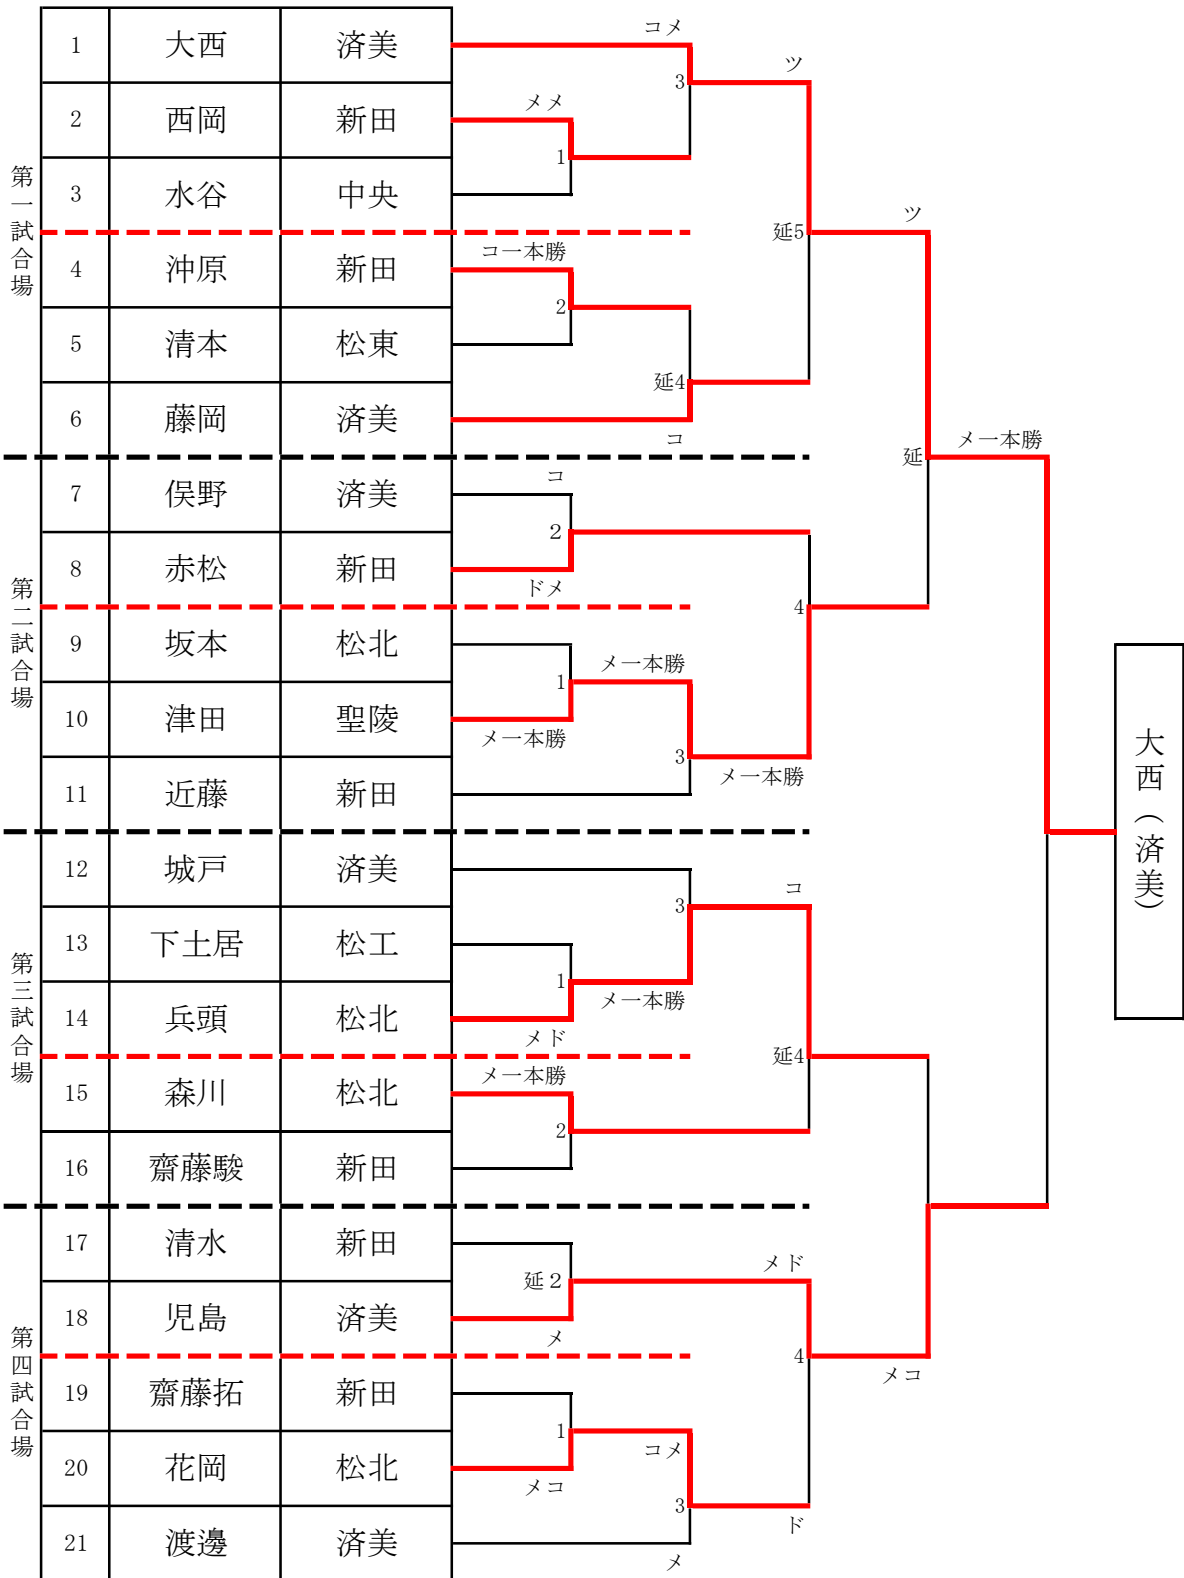 第一試合場
1 大西 済美
2 西岡 新田
3 水谷 中央
4 沖原 新田
5 清本 松東
6 藤岡 済美
第二試合場
7 俣野 済美
8 赤松 新田
9 坂本 松北
10 津田 聖陵
11 近藤 新田
第三試合場
12 城戸 済美
13 下土居 松工
14 兵頭 松北
15 森川 松北
16 齋藤駿 新田
第四試合場
17 清水 新田
18 児島 済美
19 齋藤拓 新田
20 花岡 松北
21 渡邊 済美
コメ
3
ツ
メメ
1
延5
ツ
コ一本勝
2
延4
コ
延
メ一本勝
コ
2
ドメ
4
1
メ一本勝
メ一本勝
3
メ一本勝
3
コ
1
メ一本勝
メド
延4
メ一本勝
2
延2
メ
メド
4
メコ
1
コメ
メコ
3
ド
メ
大西(済美)